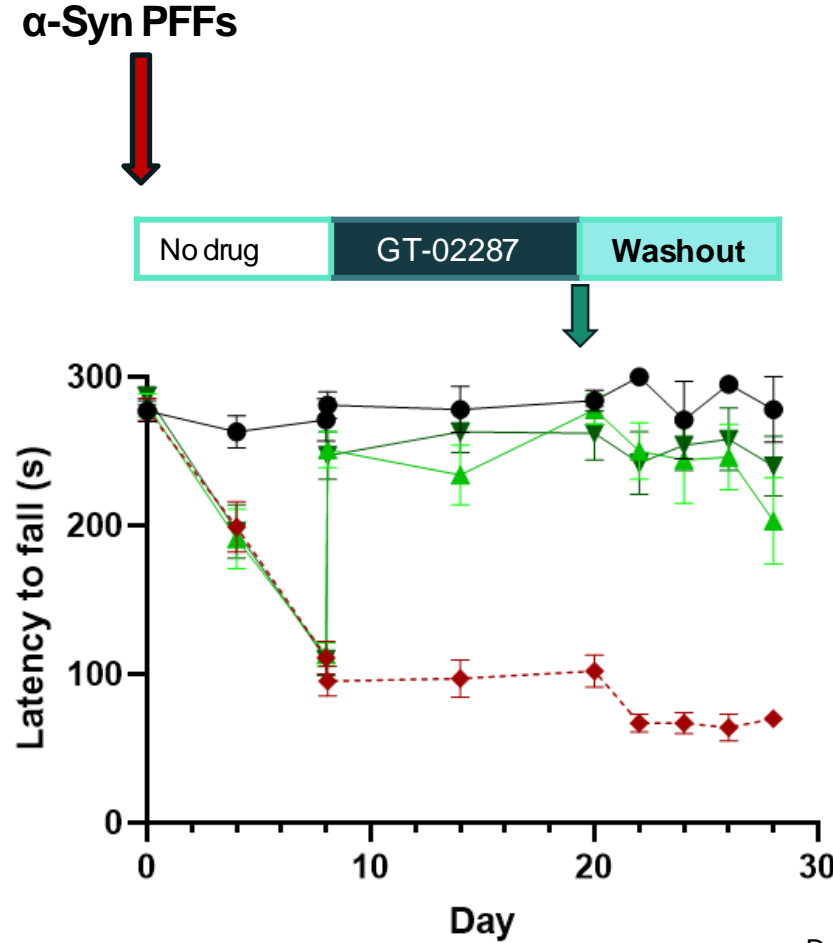 α-Syn PFFs
No drug GT-02287 Washout
Latency to fall (s)
300
200
100
0
0 10 20 30
Day